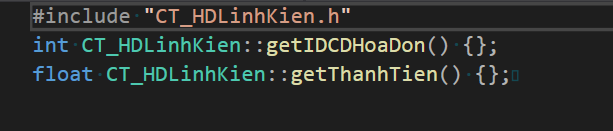 #include "CT_HDLinhKien.h"
int CT_HDLinhKien::getIDCDHoaDon() {};
float CT_HDLinhKien::getThanhTien() {};